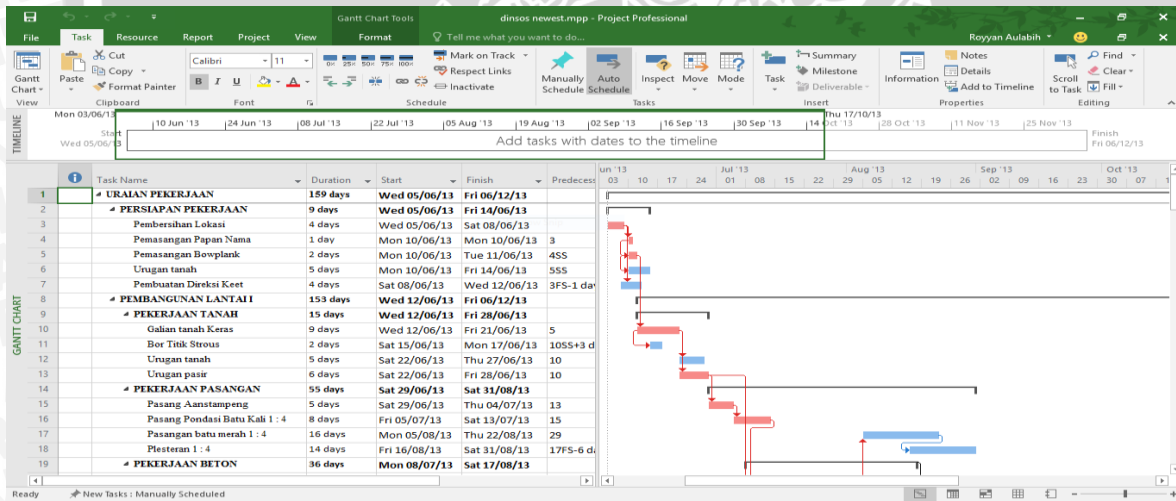 Gantt Chart Tools dinsos newest.mpp - Project Professional
File Task Resource Report Project View Format Tell me what you want to do... Royyan Aulabih
Gantt Chart
View
Paste
Cut
Copy
Format Painter
Clipboard
Calibri 11
B I U A
Font
0% 25% 50% 75% 100%
Mark on Track
Respect Links
Inactivate
Schedule
Manually Schedule
Auto Schedule
Inspect
Move
Mode
Tasks
Task
Summary
Milestone
Deliverable
Insert
Information
Notes
Details
Add to Timeline
Properties
Scroll to Task
Find
Clear
Fill
Editing
TIMELINE
Mon 03/06/13 Thu 17/10/13
10 Jun '13 24 Jun '13 08 Jul '13 22 Jul '13 05 Aug '13 19 Aug '13 02 Sep '13 16 Sep '13 30 Sep '13 14 Oct '13 28 Oct '13 11 Nov '13 25 Nov '13
Start
Wed 05/06/13
Add tasks with dates to the timeline
Finish
Fri 06/12/13
GANTT CHART
Task Name Duration Start Finish Predecess
un '13 Jul '13 Aug '13 Sep '13 Oct '13
03 10 17 24 01 08 15 22 29 05 12 19 26 02 09 16 23 30 07
1 URAIAN PEKERJAAN 159 days Wed 05/06/13 Fri 06/12/13
2 PERSIAPAN PEKERJAAN 9 days Wed 05/06/13 Fri 14/06/13
3 Pembersihan Lokasi 4 days Wed 05/06/13 Sat 08/06/13
4 Pemasangan Papan Nama 1 day Mon 10/06/13 Mon 10/06/13 3
5 Pemasangan Bowplank 2 days Mon 10/06/13 Tue 11/06/13 4SS
6 Urugan tanah 5 days Mon 10/06/13 Fri 14/06/13 5SS
7 Pembuatan Direksi Keet 4 days Sat 08/06/13 Wed 12/06/13 3FS-1 da
8 PEMBANGUNAN LANTAI I 153 days Wed 12/06/13 Fri 06/12/13
9 PEKERJAAN TANAH 15 days Wed 12/06/13 Fri 28/06/13
10 Galian tanah Keras 9 days Wed 12/06/13 Fri 21/06/13 5
11 Bor Titik Strous 2 days Sat 15/06/13 Mon 17/06/13 10SS+3 d
12 Urugan tanah 5 days Sat 22/06/13 Thu 27/06/13 10
13 Urugan pasir 6 days Sat 22/06/13 Fri 28/06/13 10
14 PEKERJAAN PASANGAN 55 days Sat 29/06/13 Sat 31/08/13
15 Pasang Aanstampeng 5 days Sat 29/06/13 Thu 04/07/13 13
16 Pasang Pondasi Batu Kali 1 : 4 8 days Fri 05/07/13 Sat 13/07/13 15
17 Pasangan batu merah 1 : 4 16 days Mon 05/08/13 Thu 22/08/13 29
18 Plesteran 1 : 4 14 days Fri 16/08/13 Sat 31/08/13 17FS-6 d
19 PEKERJAAN BETON 36 days Mon 08/07/13 Sat 17/08/13
Ready New Tasks : Manually Scheduled